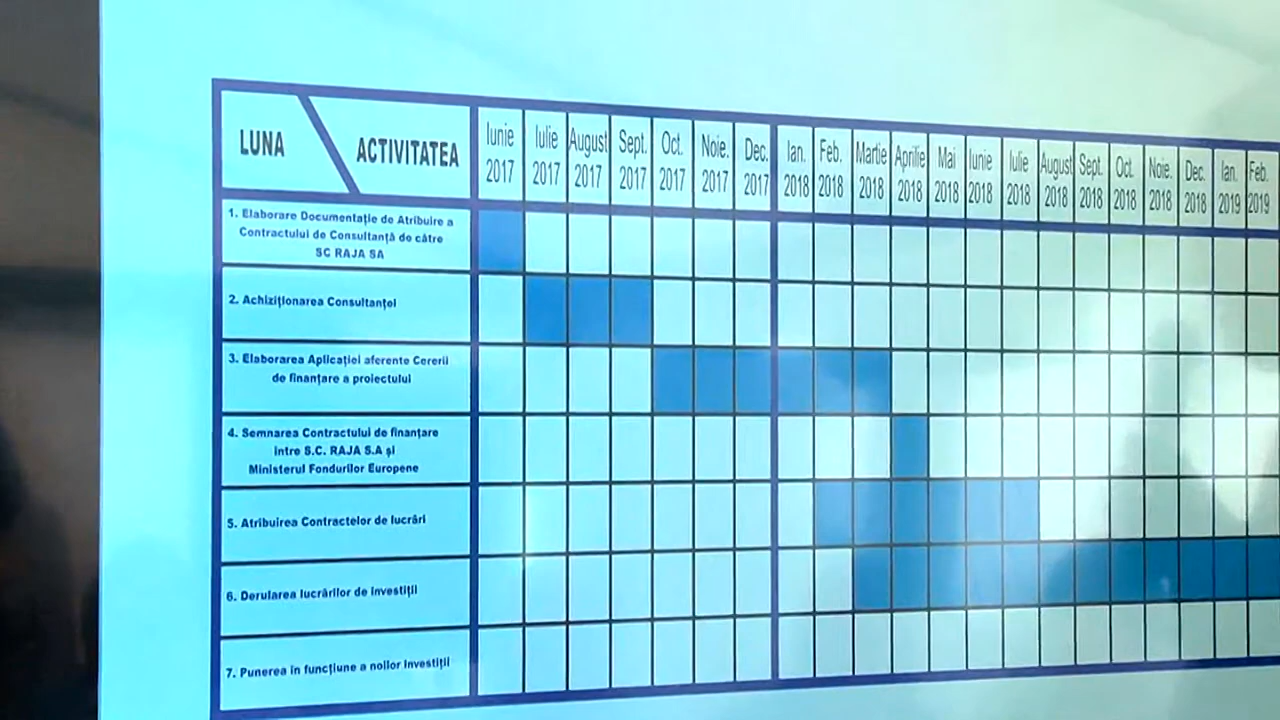 LUNA
ACTIVITATEA
Iunie 2017
Iulie 2017
August 2017
Sept. 2017
Oct. 2017
Noie. 2017
Dec. 2017
Ian. 2018
Feb. 2018
Martie 2018
Aprilie 2018
Mai 2018
Iunie 2018
Iulie 2018
August 2018
Sept. 2018
Oct. 2018
Noie. 2018
Dec. 2018
Ian. 2019
Feb. 2019
1. Elaborare Documentație de Atribuire a
Contractului de Consultanță de către
SC RAJA SA
2. Achiziționarea Consultanței
3. Elaborarea Aplicației aferente Cererii
de finanțare a proiectului
4. Semnarea Contractului de finanțare
între S.C. RAJA S.A și
Ministerul Fondurilor Europene
5. Atribuirea Contractelor de lucrări
6. Derularea lucrărilor de investiții
7. Punerea în funcțiune a noilor investiții